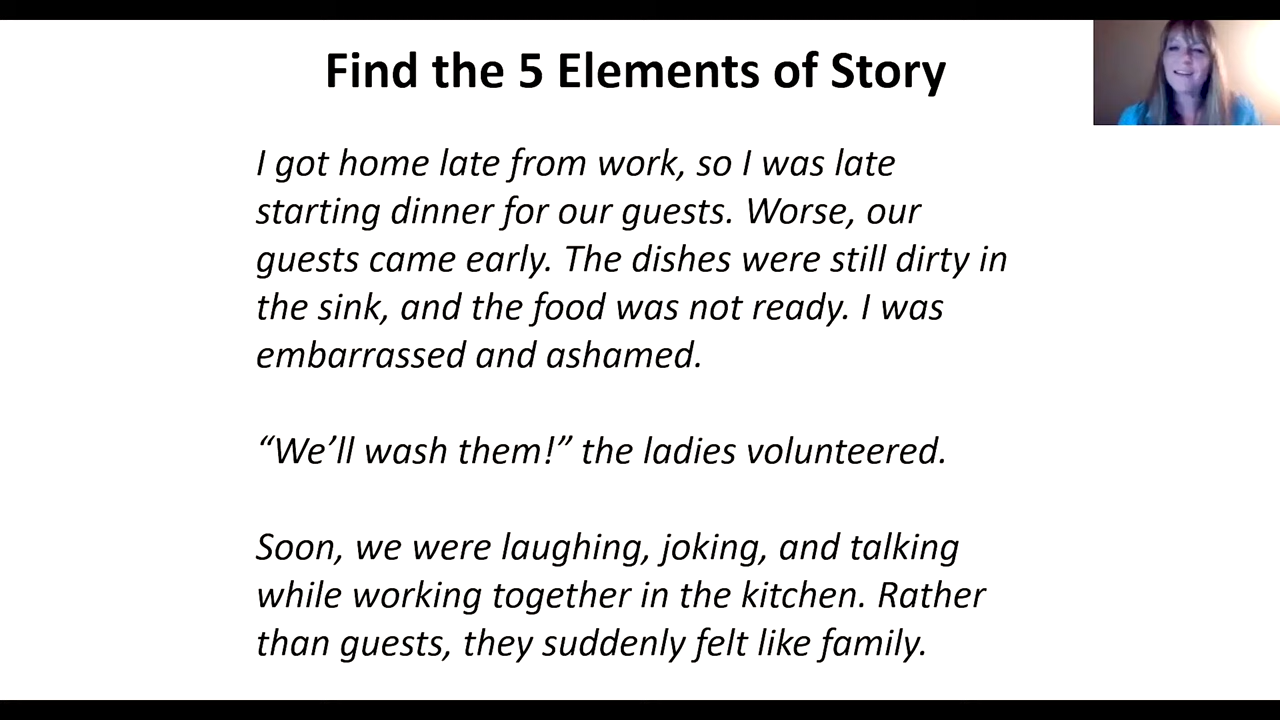 Find the 5 Elements of Story
I got home late from work, so I was late
starting dinner for our guests. Worse, our
guests came early. The dishes were still dirty in
the sink, and the food was not ready. I was
embarrassed and ashamed.
“We’ll wash them!” the ladies volunteered.
Soon, we were laughing, joking, and talking
while working together in the kitchen. Rather
than guests, they suddenly felt like family.